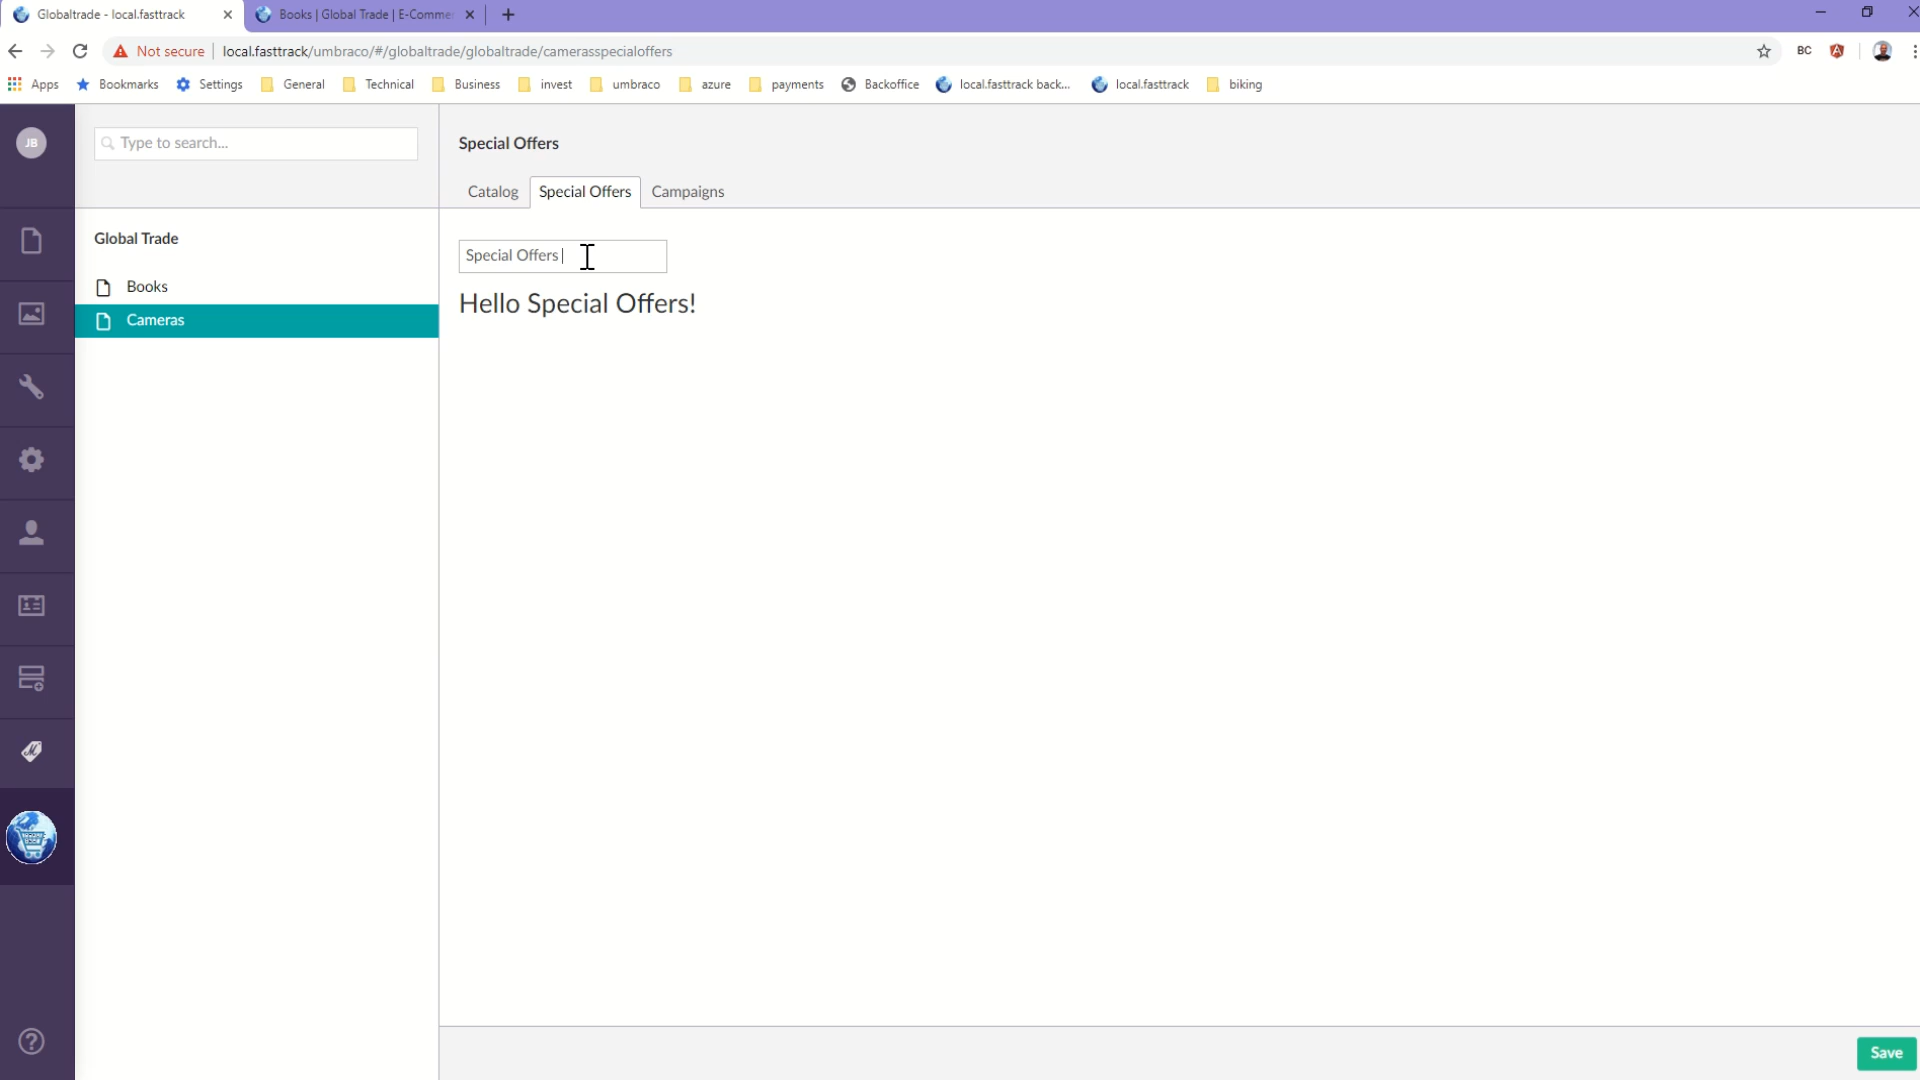 Globaltrade - local.fasttrack
Books | Global Trade | E-Comme
Not secure
local.fasttrack/umbraco/#/globaltrade/globaltrade/camerasspecialoffers
BC
Apps
Bookmarks
Settings
General
Technical
Business
invest
umbraco
azure
payments
Backoffice
local.fasttrack back...
local.fasttrack
biking
JB
Type to search...
Special Offers
Catalog
Special Offers
Campaigns
Global Trade
Books
Cameras
Special Offers
Hello Special Offers!
Save